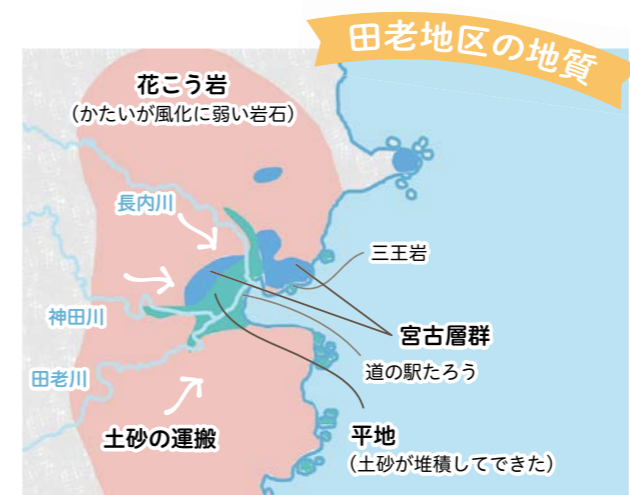 田老地区の地質
花こう岩
（かたいが風化に弱い岩石）
長内川
三王岩
神田川
宮古層群
道の駅たろう
田老川
土砂の運搬
平地
（土砂が堆積してできた）